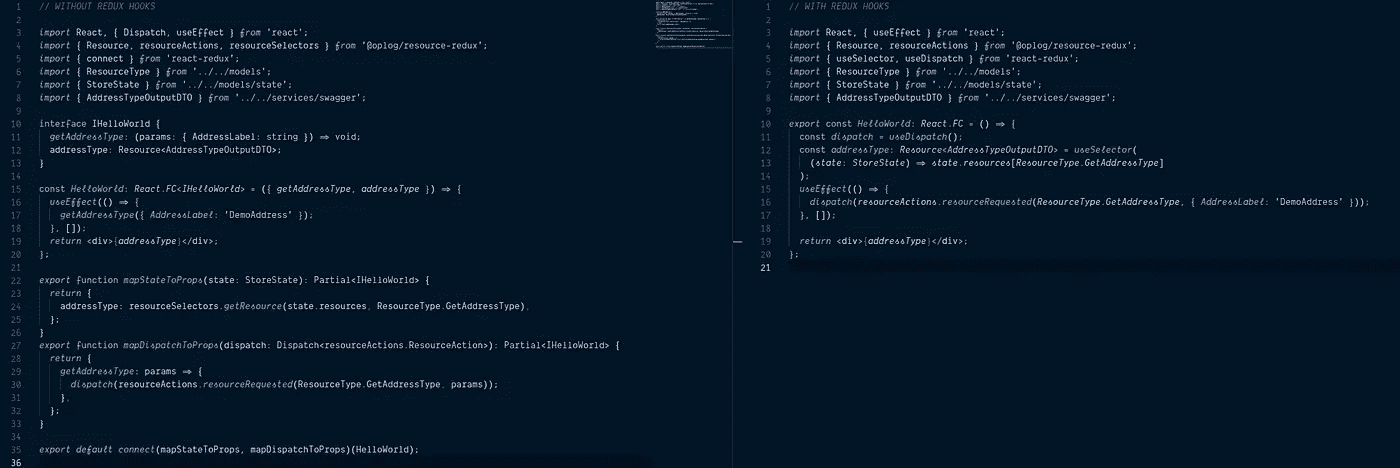 1 // WITHOUT REDUX HOOKS
2
3 import React, { Dispatch, useEffect } from 'react';
4 import { Resource, resourceActions, resourceSelectors } from '@oplog/resource-redux';
5 import { connect } from 'react-redux';
6 import { ResourceType } from '../../models';
7 import { StoreState } from '../../models/state';
8 import { AddressTypeOutputDTO } from '../../services/swagger';
9
10 interface IHelloWorld {
11 getAddressType: (params: { AddressLabel: string }) => void;
12 addressType: Resource<AddressTypeOutputDTO>;
13 }
14
15 const HelloWorld: React.FC<IHelloWorld> = ({ getAddressType, addressType }) => {
16 useEffect(() => {
17 getAddressType({ AddressLabel: 'DemoAddress' });
18 }, []);
19 return <div>{addressType}</div>;
20 };
21
22 export function mapStateToProps(state: StoreState): Partial<IHelloWorld> {
23 return {
24 addressType: resourceSelectors.getResource(state.resources, ResourceType.GetAddressType),
25 };
26 }
27 export function mapDispatchToProps(dispatch: Dispatch<resourceActions.ResourceAction>): Partial<IHelloWorld> {
28 return {
29 getAddressType: params => {
30 dispatch(resourceActions.resourceRequested(ResourceType.GetAddressType, params));
31 },
32 };
33 }
34
35 export default connect(mapStateToProps, mapDispatchToProps)(HelloWorld);
36
1 // WITH REDUX HOOKS
2
3 import React, { useEffect } from 'react';
4 import { Resource, resourceActions } from '@oplog/resource-redux';
5 import { useSelector, useDispatch } from 'react-redux';
6 import { ResourceType } from '../../models';
7 import { StoreState } from '../../models/state';
8 import { AddressTypeOutputDTO } from '../../services/swagger';
9
10 export const HelloWorld: React.FC = () => {
11 const dispatch = useDispatch();
12 const addressType: Resource<AddressTypeOutputDTO> = useSelector(
13 (state: StoreState) => state.resources[ResourceType.GetAddressType]
14 );
15 useEffect(() => {
16 dispatch(resourceActions.resourceRequested(ResourceType.GetAddressType, { AddressLabel: 'DemoAddress' }));
17 }, []);
18
19 return <div>{addressType}</div>;
20 };
21